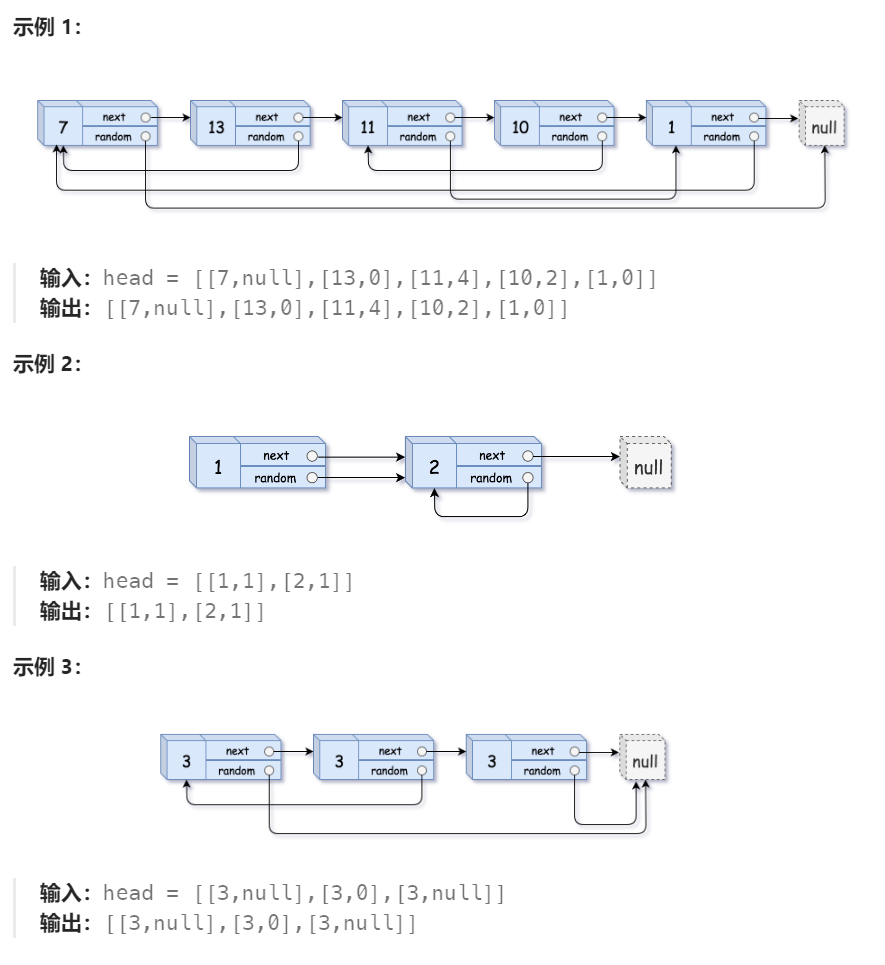 示例 1：
7 next random 13 next random 11 next random 10 next random 1 next random null
输入：head = [[7,null],[13,0],[11,4],[10,2],[1,0]]
输出：[[7,null],[13,0],[11,4],[10,2],[1,0]]
示例 2：
1 next random 2 next random null
输入：head = [[1,1],[2,1]]
输出：[[1,1],[2,1]]
示例 3：
3 next random 3 next random 3 next random null
输入：head = [[3,null],[3,0],[3,null]]
输出：[[3,null],[3,0],[3,null]]